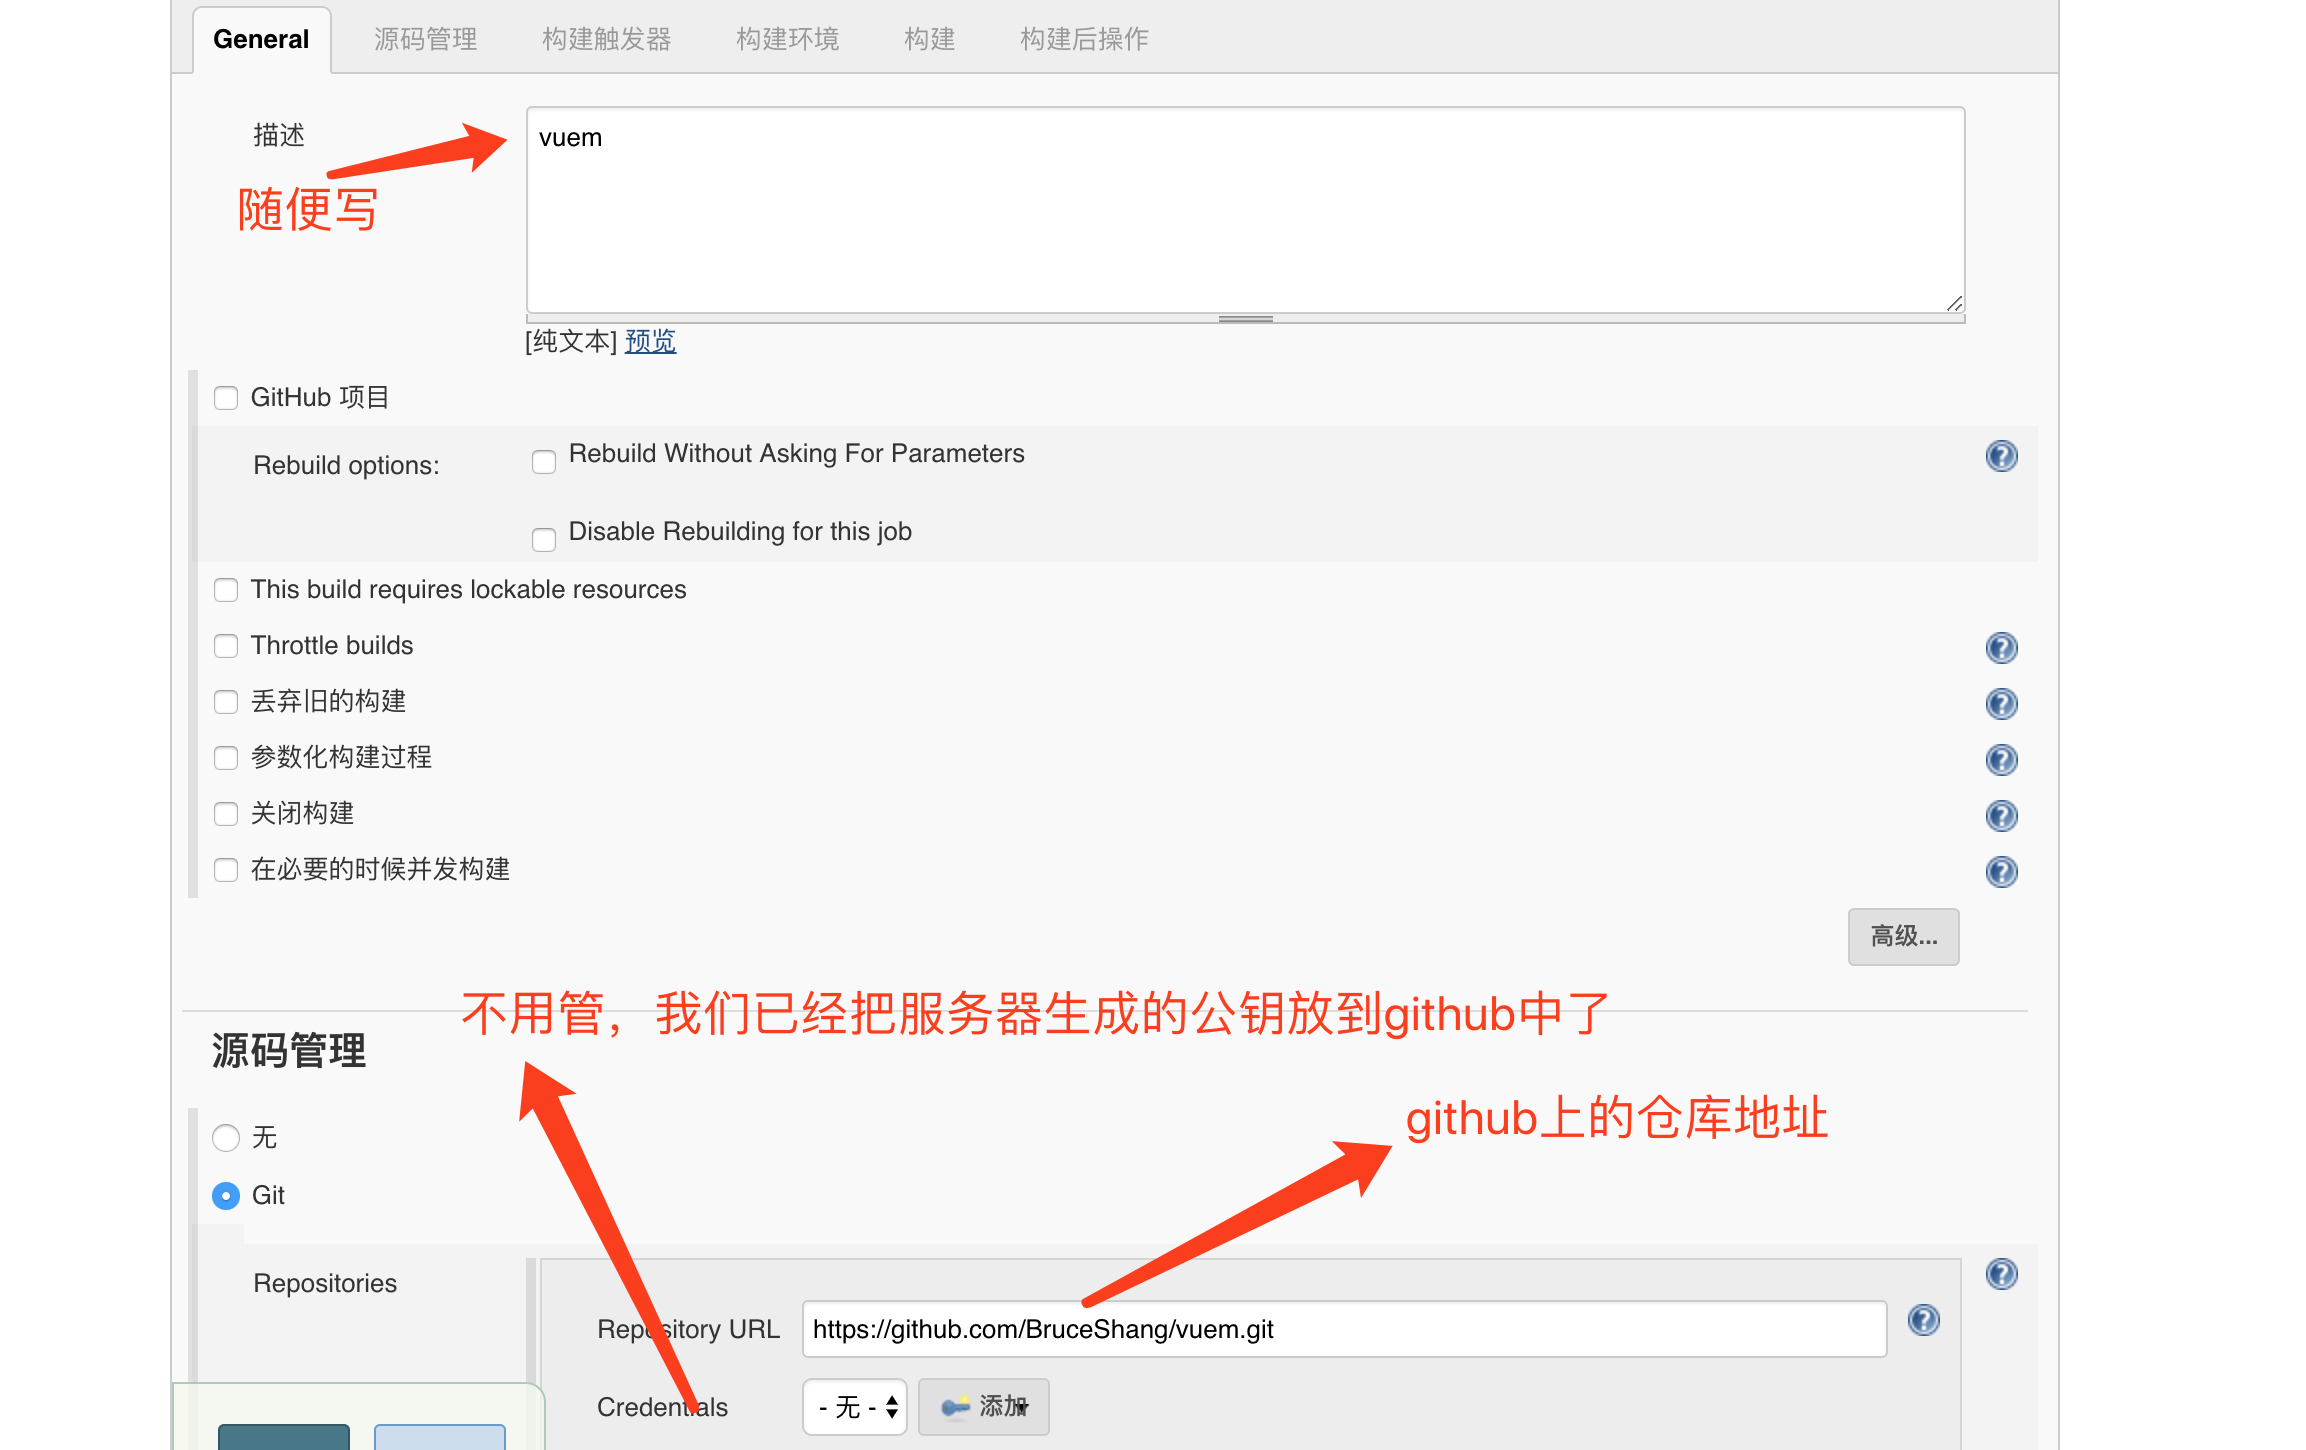 General 源码管理 构建触发器 构建环境 构建 构建后操作
描述
vuem
随便写
[纯文本] 预览
GitHub 项目
Rebuild options:
Rebuild Without Asking For Parameters
Disable Rebuilding for this job
This build requires lockable resources
Throttle builds
丢弃旧的构建
参数化构建过程
关闭构建
在必要的时候并发构建
高级...
不用管，我们已经把服务器生成的公钥放到github中了
源码管理
github上的仓库地址
无
Git
Repositories
Repository URL https://github.com/BruceShang/vuem.git
Credentials - 无 - 添加